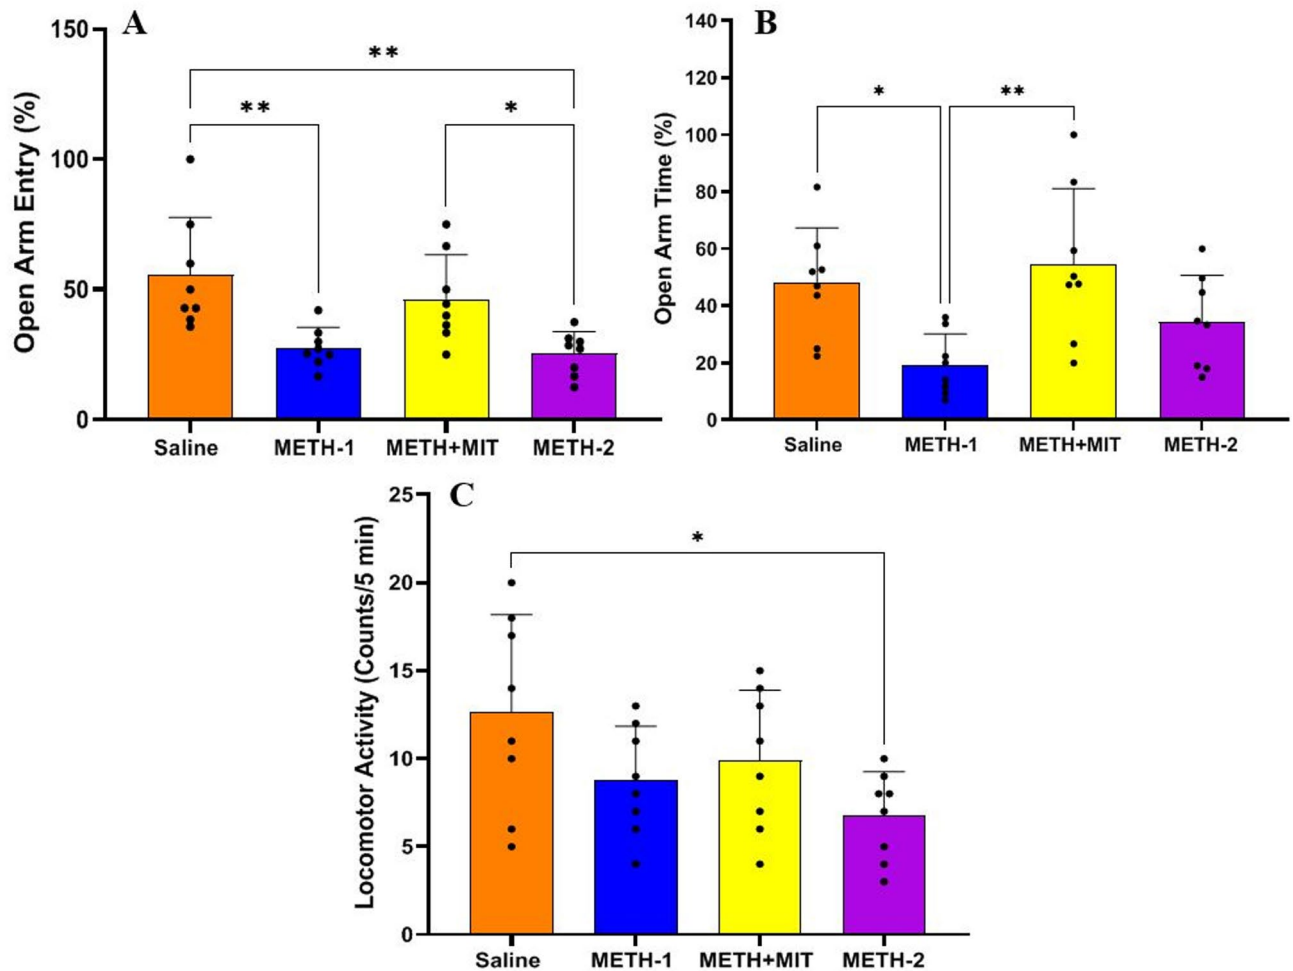 A
Open Arm Entry (%)
150
100
50
0
**
**
*
Saline METH-1 METH+MIT METH-2
B
Open Arm Time (%)
140
120
100
80
60
40
20
0
*
**
Saline METH-1 METH+MIT METH-2
C
Locomotor Activity (Counts/5 min)
25
20
15
10
5
0
*
Saline METH-1 METH+MIT METH-2